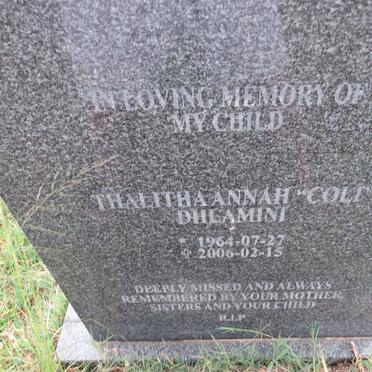 "IN LOVING MEMORY OF
MY CHILD
THALITHA ANNAH "COLI"
DHLAMINI
* 1964-07-27
✞ 2006-02-15
DEEPLY MISSED AND ALWAYS
REMEMBERED BY YOUR MOTHER,
SISTERS AND YOUR CHILD
R.I.P